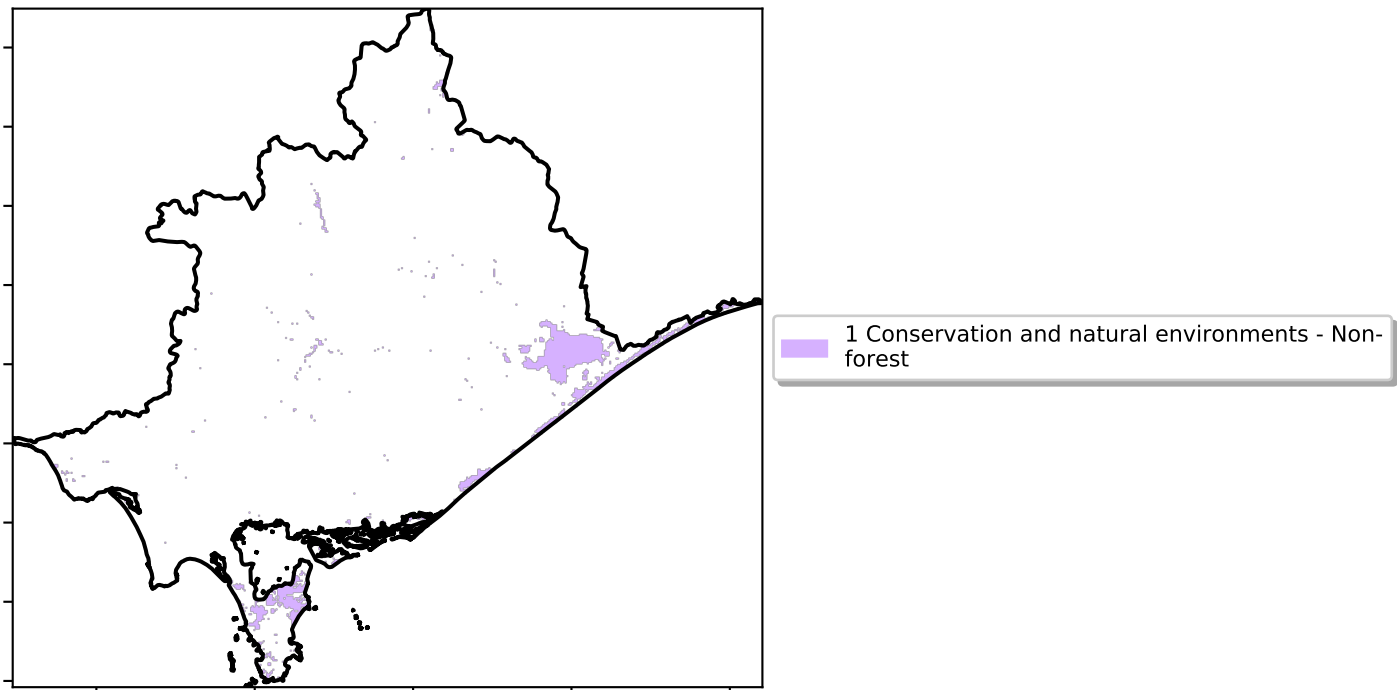 1 Conservation and natural environments - Non-
forest